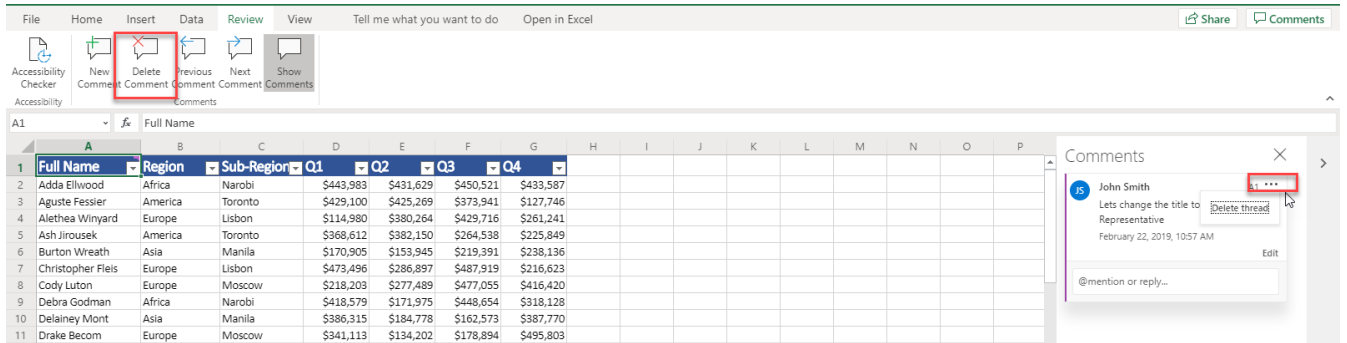 File Home Insert Data Review View Tell me what you want to do Open in Excel Share Comments
Accessibility Checker
New Comment
Delete Comment
Previous Comment
Next Comment
Show Comments
Accessibility Comments
A1 fx Full Name
A B C D E F G H I J K L M N O P
1 Full Name Region Sub-Region Q1 Q2 Q3 Q4
2 Adda Ellwood Africa Narobi $443,983 $431,629 $450,521 $433,587
3 Aguste Fessier America Toronto $429,100 $425,269 $373,941 $127,746
4 Alethea Winyard Europe Lisbon $114,980 $380,264 $429,716 $261,241
5 Ash Jirousek America Toronto $368,612 $382,150 $264,538 $225,849
6 Burton Wreath Asia Manila $170,905 $153,945 $219,391 $238,136
7 Christopher Fleis Europe Lisbon $473,496 $286,897 $487,919 $216,623
8 Cody Luton Europe Moscow $218,203 $277,489 $477,055 $416,420
9 Debra Godman Africa Narobi $418,579 $171,975 $448,654 $318,128
10 Delainey Mont Asia Manila $386,315 $184,778 $162,573 $387,770
11 Drake Becom Europe Moscow $341,113 $134,202 $178,894 $495,803
Comments
JS John Smith A1 •••
Lets change the title to
Representative
Delete thread
February 22, 2019, 10:57 AM
Edit
@mention or reply...